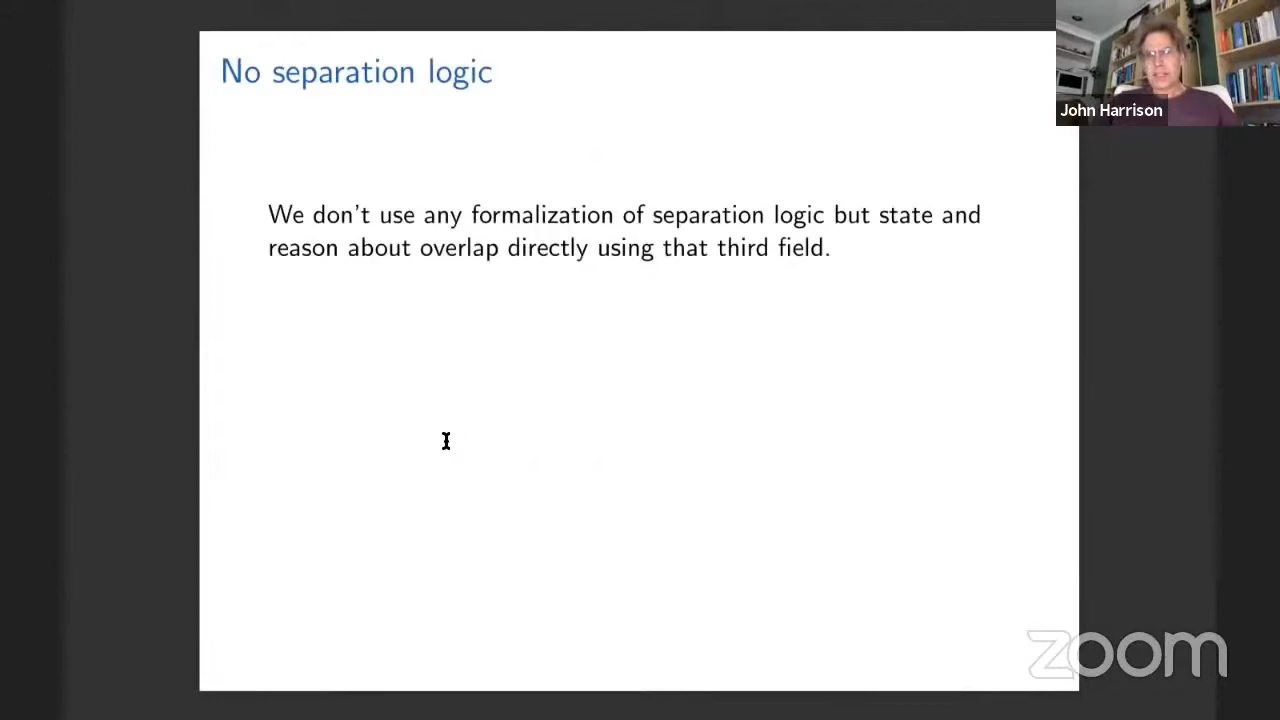 No separation logic
John Harrison
We don't use any formalization of separation logic but state and
reason about overlap directly using that third field.
zoom